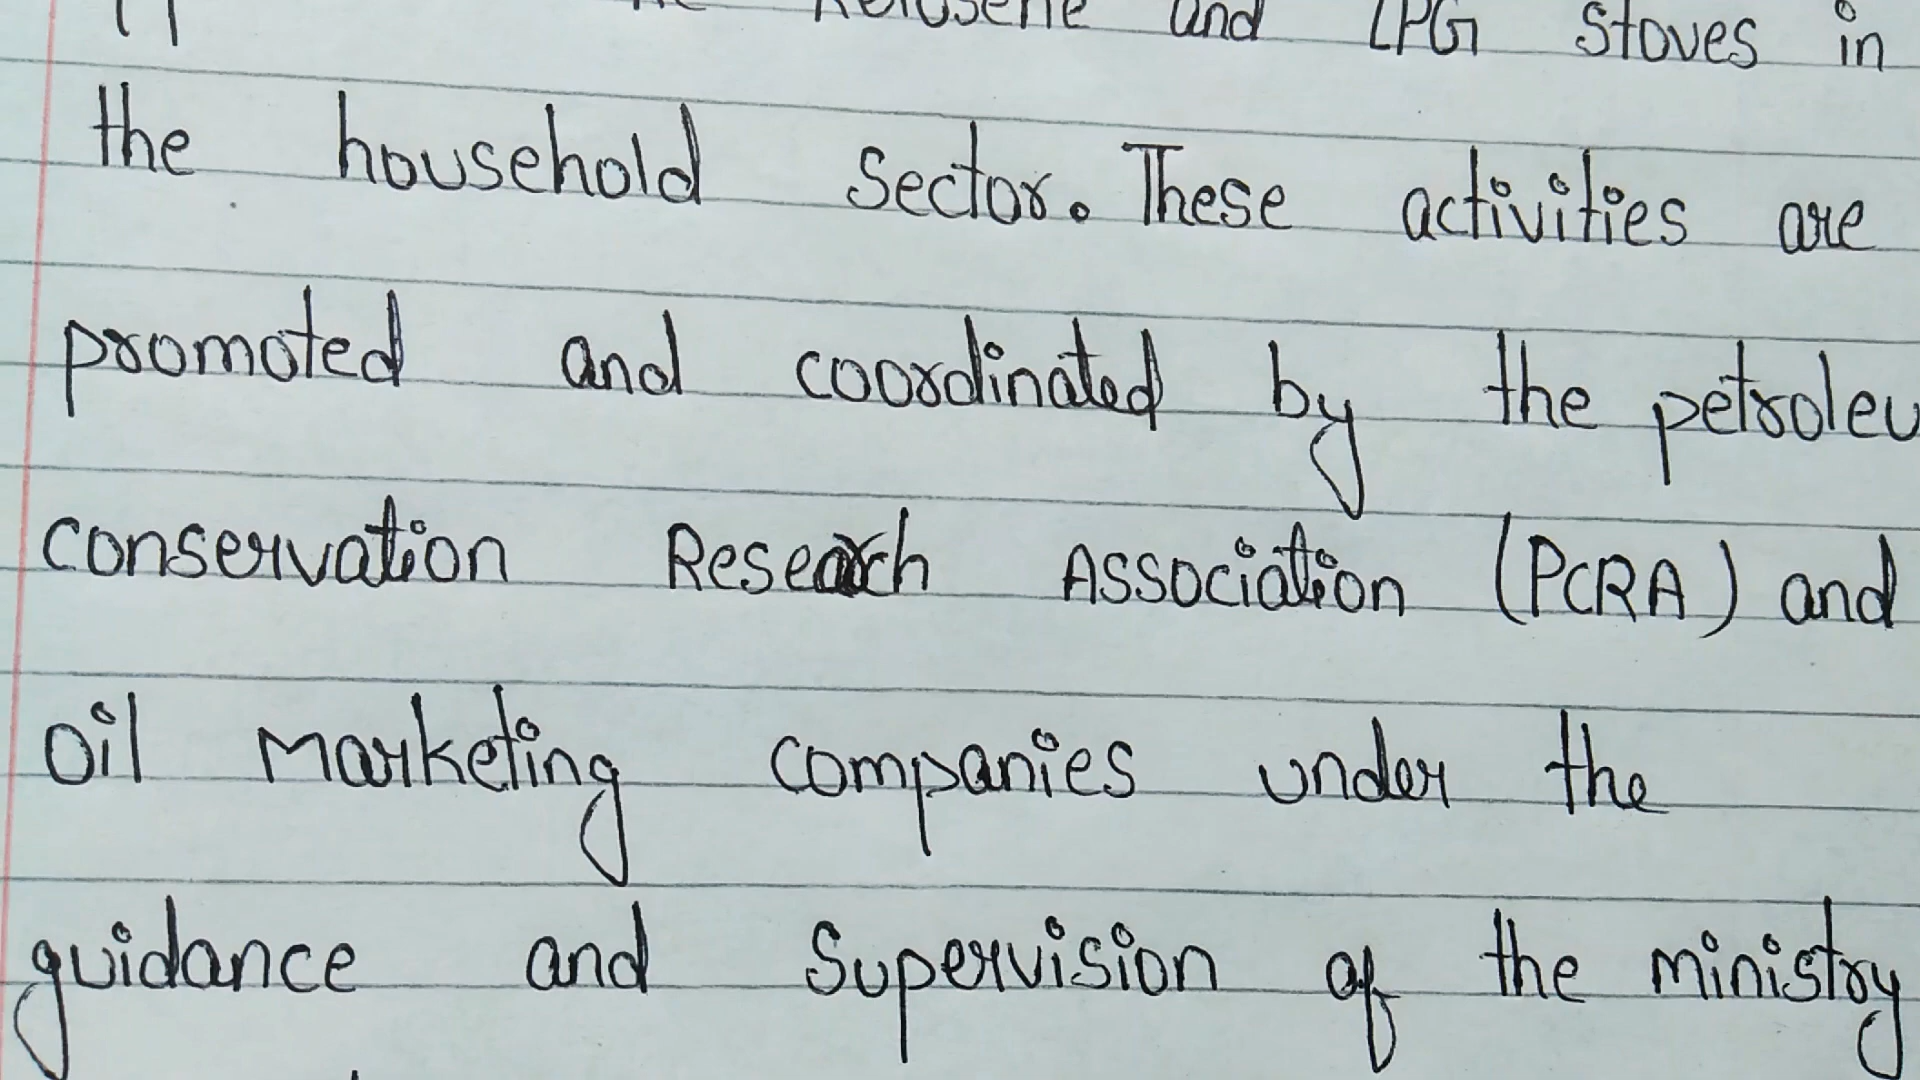 Kerosene and LPG stoves in
the household sector. These activities are
promoted and coordinated by the petroleu
conservation Research Association (PCRA) and
oil marketing companies under the
guidance and Supervision of the ministry